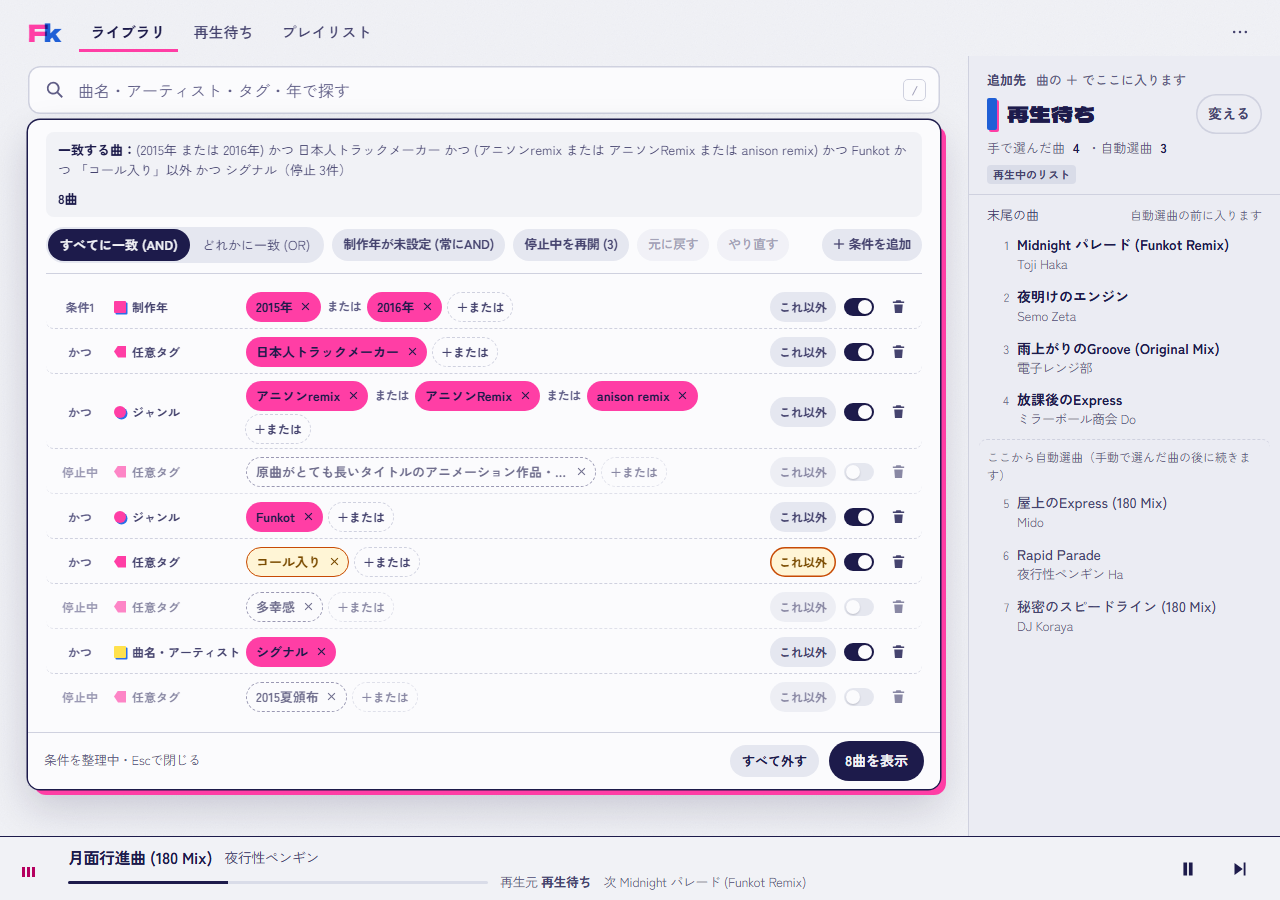 Fk ライブラリ 再生待ち プレイリスト …
曲名・アーティスト・タグ・年で探す /
一致する曲：(2015年 または 2016年) かつ 日本人トラックメーカー かつ (アニソンremix または アニソンRemix または anison remix) かつ Funkot か
つ 「コール入り」以外 かつ シグナル（停止 3件）
8曲
すべてに一致 (AND) どれかに一致 (OR) 制作年が未設定 (常にAND) 停止中を再開 (3) 元に戻す やり直す ＋ 条件を追加
条件1 制作年 2015年 × または 2016年 × ＋または これ以外
かつ 任意タグ 日本人トラックメーカー × ＋または これ以外
かつ ジャンル アニソンremix × または アニソンRemix × または anison remix × これ以外
＋または
停止中 任意タグ 原曲がとても長いタイトルのアニメーション作品・… × ＋または これ以外
かつ ジャンル Funkot × ＋または これ以外
かつ 任意タグ コール入り × ＋または これ以外
停止中 任意タグ 多幸感 × ＋または これ以外
かつ 曲名・アーティスト シグナル × これ以外
停止中 任意タグ 2015夏頒布 × ＋または これ以外
条件を整理中・Escで閉じる すべて外す 8曲を表示
追加先 曲の ＋ でここに入ります
再生待ち 変える
手で選んだ曲 4 ・自動選曲 3
再生中のリスト
末尾の曲 自動選曲の前に入ります
1 Midnight パレード (Funkot Remix)
Toji Haka
2 夜明けのエンジン
Semo Zeta
3 雨上がりのGroove (Original Mix)
電子レンジ部
4 放課後のExpress
ミラーボール商会 Do
ここから自動選曲（手動で選んだ曲の後に続きま
す）
5 屋上のExpress (180 Mix)
Mido
6 Rapid Parade
夜行性ペンギン Ha
7 秘密のスピードライン (180 Mix)
DJ Koraya
月面行進曲 (180 Mix) 夜行性ペンギン
再生元 再生待ち 次 Midnight パレード (Funkot Remix)